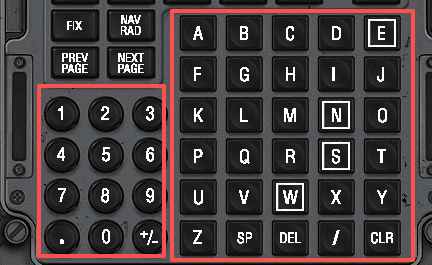 FIX NAV RAD
PREV PAGE NEXT PAGE
A B C D E
F G H I J
1 2 3 K L M N O
4 5 6 P Q R S T
7 8 9 U V W X Y
. 0 +/- Z SP DEL / CLR